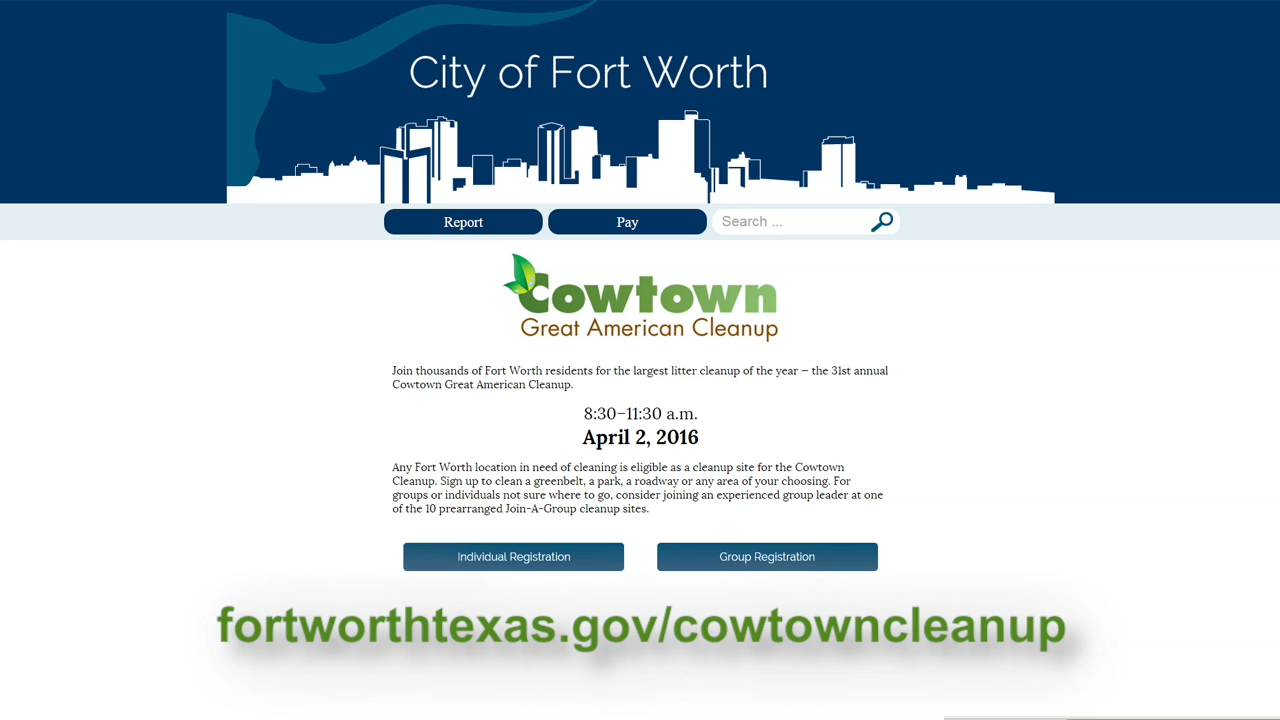 City of Fort Worth
Report
Pay
Search ...
Cowtown
Great American Cleanup
Join thousands of Fort Worth residents for the largest litter cleanup of the year – the 31st annual
Cowtown Great American Cleanup.
8:30–11:30 a.m.
April 2, 2016
Any Fort Worth location in need of cleaning is eligible as a cleanup site for the Cowtown
Cleanup. Sign up to clean a greenbelt, a park, a roadway or any area of your choosing. For
groups or individuals not sure where to go, consider joining an experienced group leader at one
of the 10 prearranged Join-A-Group cleanup sites.
Individual Registration
Group Registration
fortworthtexas.gov/cowtowncleanup